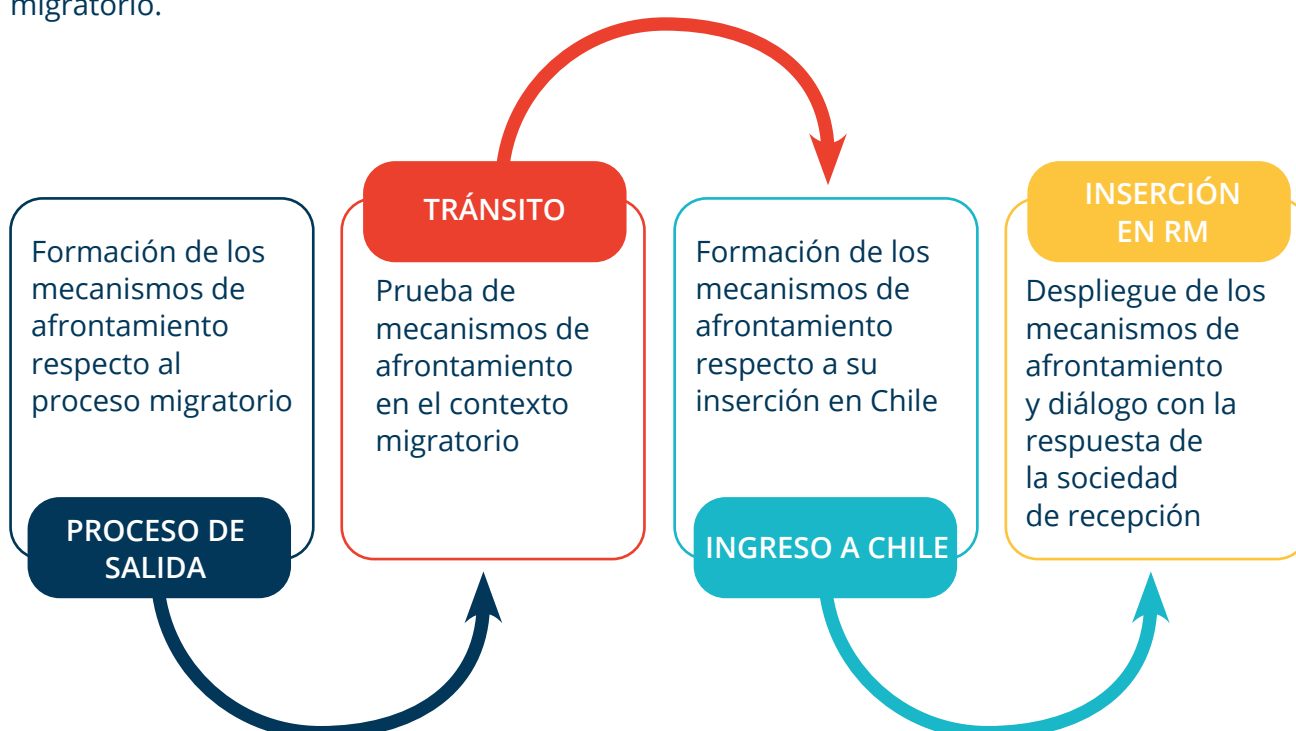 migratorio.
Formación de los
mecanismos de
afrontamiento
respecto al
proceso migratorio
PROCESO DE
SALIDA
TRÁNSITO
Prueba de
mecanismos de
afrontamiento
en el contexto
migratorio
Formación de los
mecanismos de
afrontamiento
respecto a su
inserción en Chile
INGRESO A CHILE
INSERCIÓN
EN RM
Despliegue de los
mecanismos de
afrontamiento
y diálogo con la
respuesta de
la sociedad
de recepción